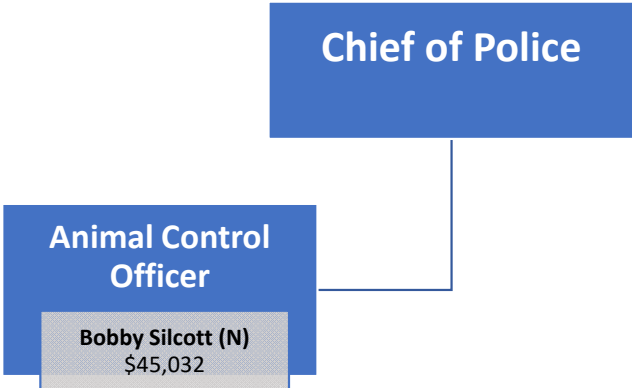 Chief of Police
Animal Control
Officer
Bobby Silcott (N)
$45,032